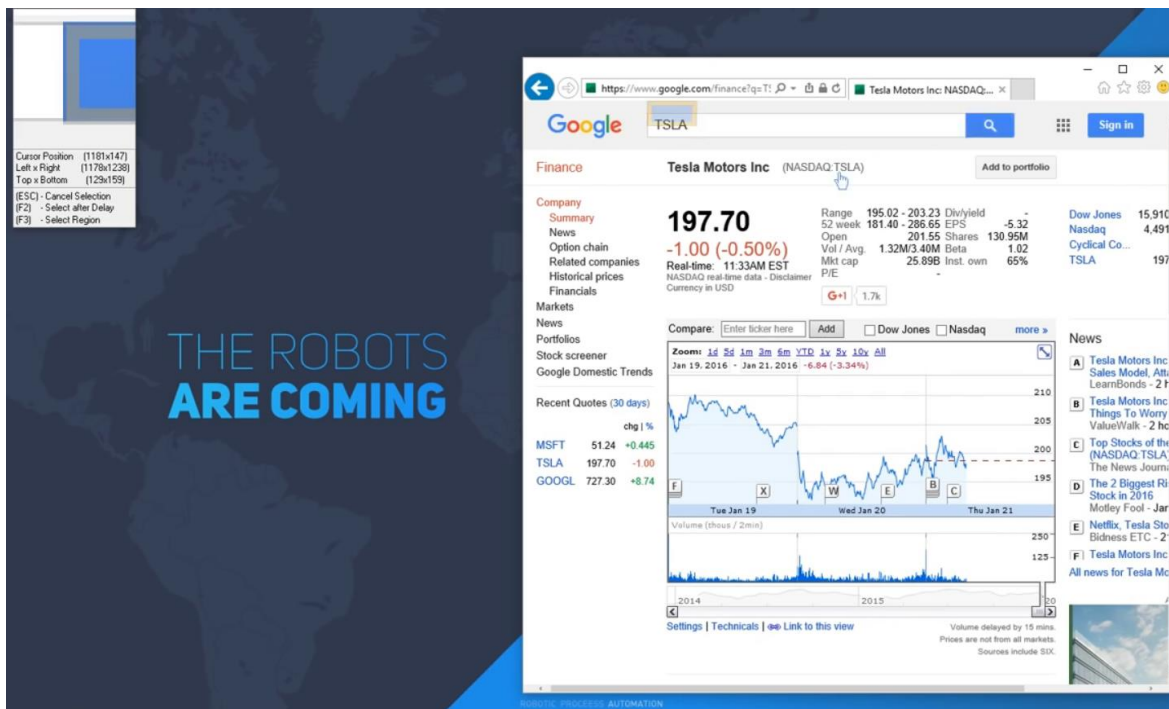 Cursor Position (1181x147)
Left x Right (1178x1238)
Top x Bottom (129x159)
(ESC) - Cancel Selection
(F2) - Select after Delay
(F3) - Select Region
THE ROBOTS
ARE COMING
https://www.google.com/finance?q=T
Tesla Motors Inc: NASDAQ:...
Google
TSLA
Sign in
Finance
Tesla Motors Inc (NASDAQ:TSLA)
Add to portfolio
Company
Summary
News
Option chain
Related companies
Historical prices
Financials
Markets
News
Portfolios
Stock screener
Google Domestic Trends
Recent Quotes (30 days)
chg | %
MSFT 51.24 +0.445
TSLA 197.70 -1.00
GOOGL 727.30 +8.74
197.70
-1.00 (-0.50%)
Real-time: 11:33AM EST
NASDAQ real-time data - Disclaimer
Currency in USD
Range 195.02 - 203.23 Div/yield -
52 week 181.40 - 286.65 EPS -5.32
Open 201.55 Shares 130.95M
Vol / Avg. 1.32M/3.40M Beta 1.02
Mkt cap 25.89B Inst. own 65%
P/E -
G+1 1.7k
Dow Jones 15,910
Nasdaq 4,491
Cyclical Co...
TSLA 197
Compare: Enter ticker here Add Dow Jones Nasdaq more »
Zoom: 1d 5d 1m 3m 6m YTD 1y 5y 10y All
Jan 19, 2016 - Jan 21, 2016 -6.84 (-3.34%)
210
205
200
195
F X W E B C
Tue Jan 19 Wed Jan 20 Thu Jan 21
Volume (thous / 2min)
250
125
2014 2015 20
Settings | Technicals | Link to this view
Volume delayed by 15 mins.
Prices are not from all markets.
Sources include SIX.
News
A Tesla Motors Inc
Sales Model, Atta
LearnBonds - 2 h
B Tesla Motors Inc
Things To Worry
ValueWalk - 2 ho
C Top Stocks of the
(NASDAQ:TSLA)
The News Journa
D The 2 Biggest Ri
Stock in 2016
Motley Fool - Jan
E Netflix, Tesla Sto
Bidness ETC - 2
F Tesla Motors Inc
All news for Tesla Mo
ROBOTIC PROCEESS AUTOMATION